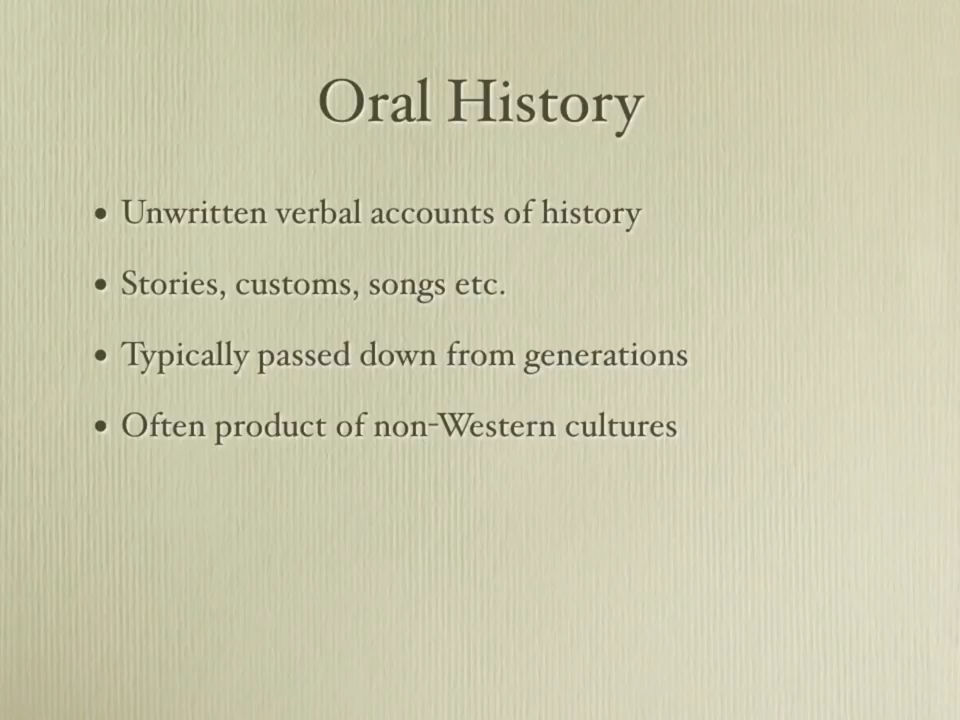 Oral History
• Unwritten verbal accounts of history
• Stories, customs, songs etc.
• Typically passed down from generations
• Often product of non-Western cultures